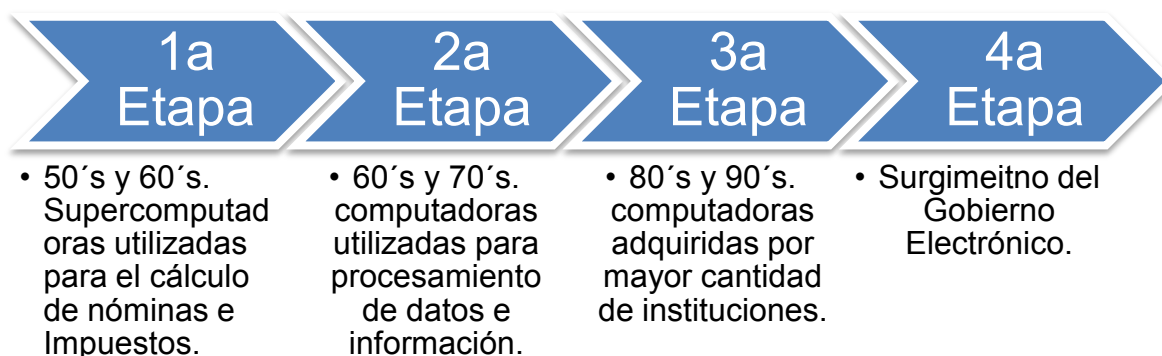 1a
Etapa
• 50´s y 60´s.
Supercomputad
oras utilizadas
para el cálculo
de nóminas e
Impuestos.
2a
Etapa
• 60´s y 70´s.
computadoras
utilizadas para
procesamiento
de datos e
información.
3a
Etapa
• 80´s y 90´s.
computadoras
adquiridas por
mayor cantidad
de instituciones.
4a
Etapa
• Surgimeitno del
Gobierno
Electrónico.